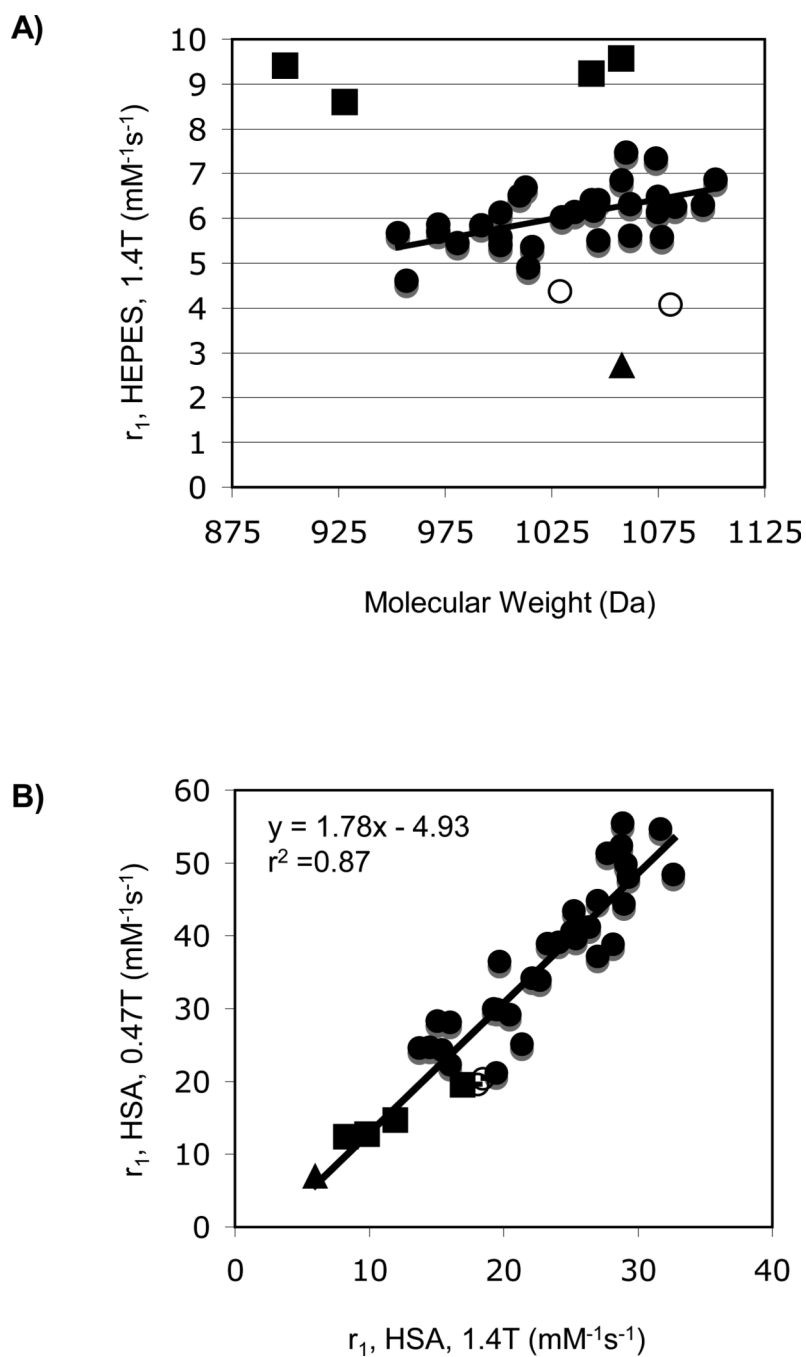 A)
r₁, HEPES, 1.4T (mM⁻¹s⁻¹)
10
9
8
7
6
5
4
3
2
1
0
875 925 975 1025 1075 1125
Molecular Weight (Da)
B)
r₁, HSA, 0.47T (mM⁻¹s⁻¹)
y = 1.78x - 4.93
r² =0.87
60
50
40
30
20
10
0
0 10 20 30 40
r₁, HSA, 1.4T (mM⁻¹s⁻¹)